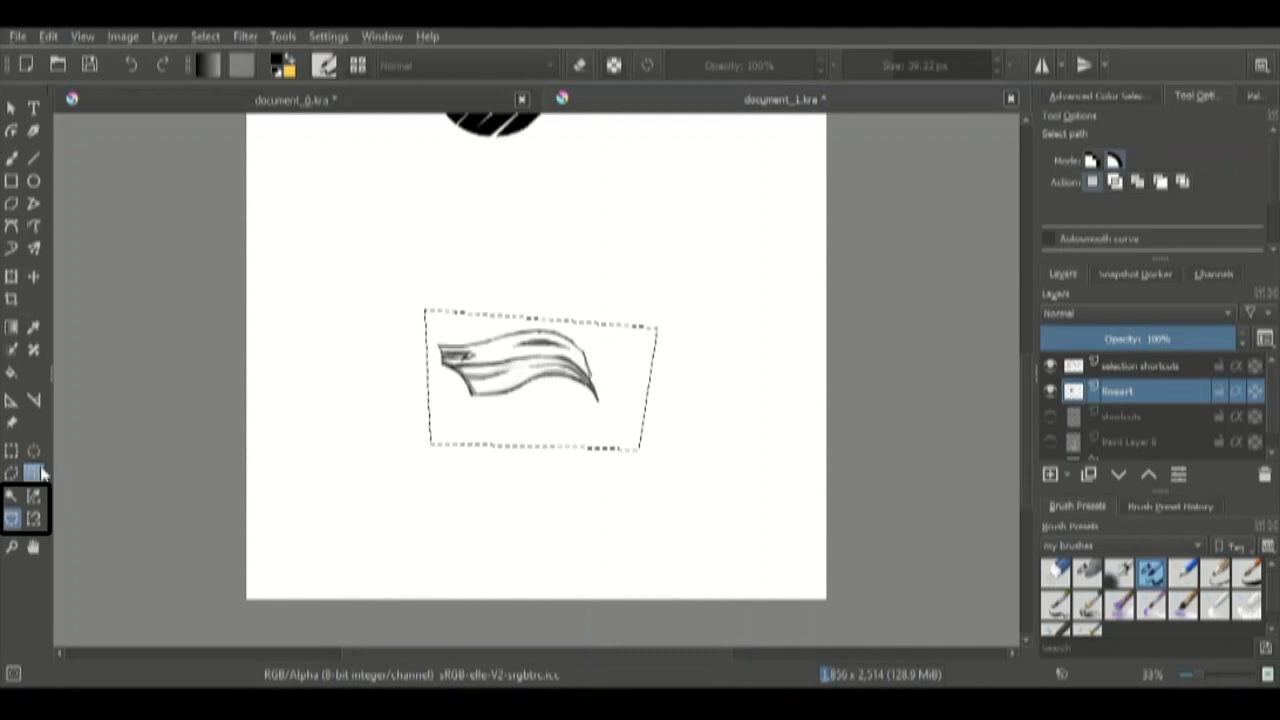 File Edit View Image Layer Select Filter Tools Settings Window Help
Normal Opacity: 100% Size: 39.22 px
document_0.kra * document_1.kra *
Advanced Color Selec... Tool Opti... Pal...
Tool Options
Select path
Mode:
Action:
Autosmooth curve
Layers Snapshot Docker Channels
Layers
Normal
Opacity: 100%
selection shortcuts
lineart
shortcuts
Paint Layer 8
Brush Presets Brush Preset History
Brush Presets
my brushes Tag
search
RGB/Alpha (8-bit integer/channel) sRGB-elle-V2-srgbtrc.icc 1,856 x 2,514 (128.9 MiB) 33%